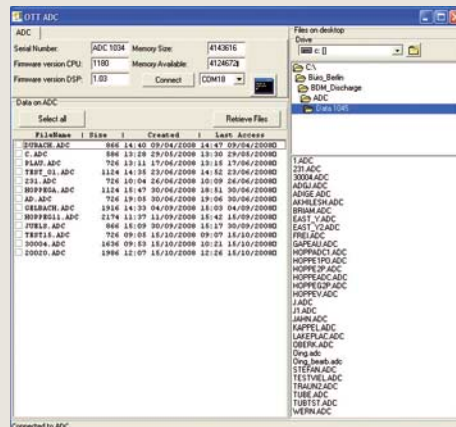 OTT ADC
ADC
Serial Number: ADC 1034 Memory Size: 4143616
Firmware version CPU: 1180 Memory Available: 4124672
Firmware version DSP: 1.03 Connect COM18
Data on ADC
Select all Retrieve Files
FileName | Size | Created | Last Access
DURACH.ADC 866 14:40 09/04/2008 14:47 09/04/2008
C.ADC 586 13:28 29/05/2008 13:30 29/05/2008
PLAU.ADC 726 11:21 17/06/2008 13:15 17/06/2008
TEST_01.ADC 1124 14:35 23/06/2008 14:52 23/06/2008
231.ADC 726 10:04 26/06/2008 10:09 26/06/2008
HOPPEGA.ADC 1124 15:47 30/06/2008 18:51 30/06/2008
AD.ADC 726 19:05 30/06/2008 19:06 30/06/2008
GELBACH.ADC 1916 14:33 04/09/2008 15:03 04/09/2008
HOPPEG11.ADC 2174 11:37 11/09/2008 15:42 15/09/2008
866 15:09 30/09/2008 15:17 30/09/2008
TEST15.ADC 726 09:05 15/10/2008 09:07 15/10/2008
30004.ADC 1636 09:53 15/10/2008 10:21 15/10/2008
20020.ADC 1986 12:07 15/10/2008 12:26 15/10/2008
Connected to ADC
Files on desktop
Drive
c: []
C:\
Büro_Berlin
BDM_Discharge
ADC
Data 1045
1.ADC
231.ADC
30004.ADC
ADGJ.ADC
ADIGE.ADC
AKHILESH.ADC
BRIAM.ADC
EAST_Y.ADC
EAST_Y2.ADC
FREI.ADC
GAPEAU.ADC
HOPPADC1.ADC
HOPPE1PO.ADC
HOPPE2P.ADC
HOPPEADC.ADC
HOPPEG2P.ADC
HOPPEV.ADC
J.ADC
J1.ADC
JAHN.ADC
KAPPEL.ADC
LAKEPLAC.ADC
OBERK.ADC
Oing.adc
Oing_bearb.adc
STEFAN.ADC
TESTVIEL.ADC
TRAUN2.ADC
TUBE.ADC
TUBTST.ADC
WERN.ADC